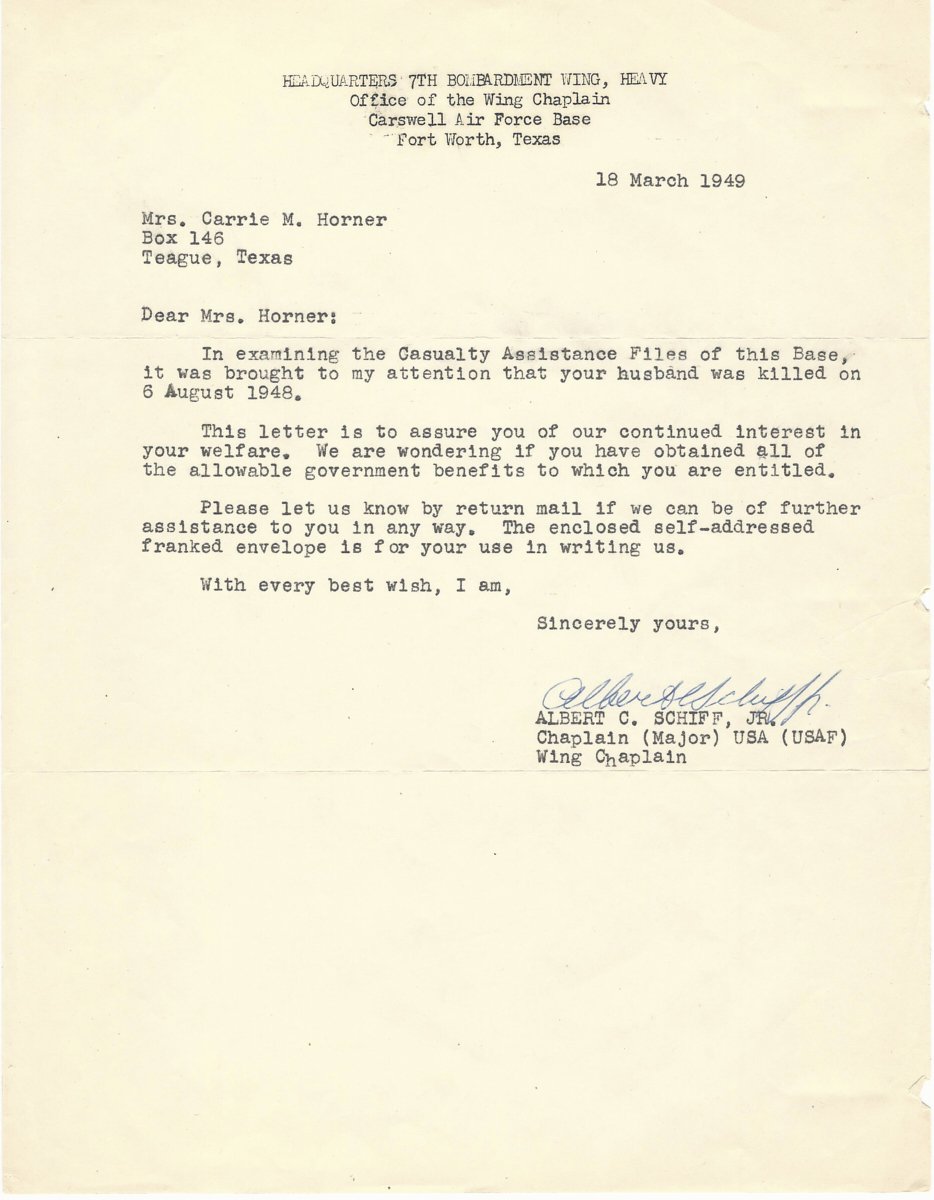 HEADQUARTERS 7TH BOMBARDMENT WING, HEAVY
Office of the Wing Chaplain
Carswell Air Force Base
Fort Worth, Texas
18 March 1949
Mrs. Carrie M. Horner
Box 146
Teague, Texas
Dear Mrs. Horner:
In examining the Casualty Assistance Files of this Base,
it was brought to my attention that your husband was killed on
6 August 1948.
This letter is to assure you of our continued interest in
your welfare. We are wondering if you have obtained all of
the allowable government benefits to which you are entitled.
Please let us know by return mail if we can be of further
assistance to you in any way. The enclosed self-addressed
franked envelope is for your use in writing us.
With every best wish, I am,
Sincerely yours,
Albert C Schiff Jr.
ALBERT C. SCHIFF, JR.
Chaplain (Major) USA (USAF)
Wing Chaplain